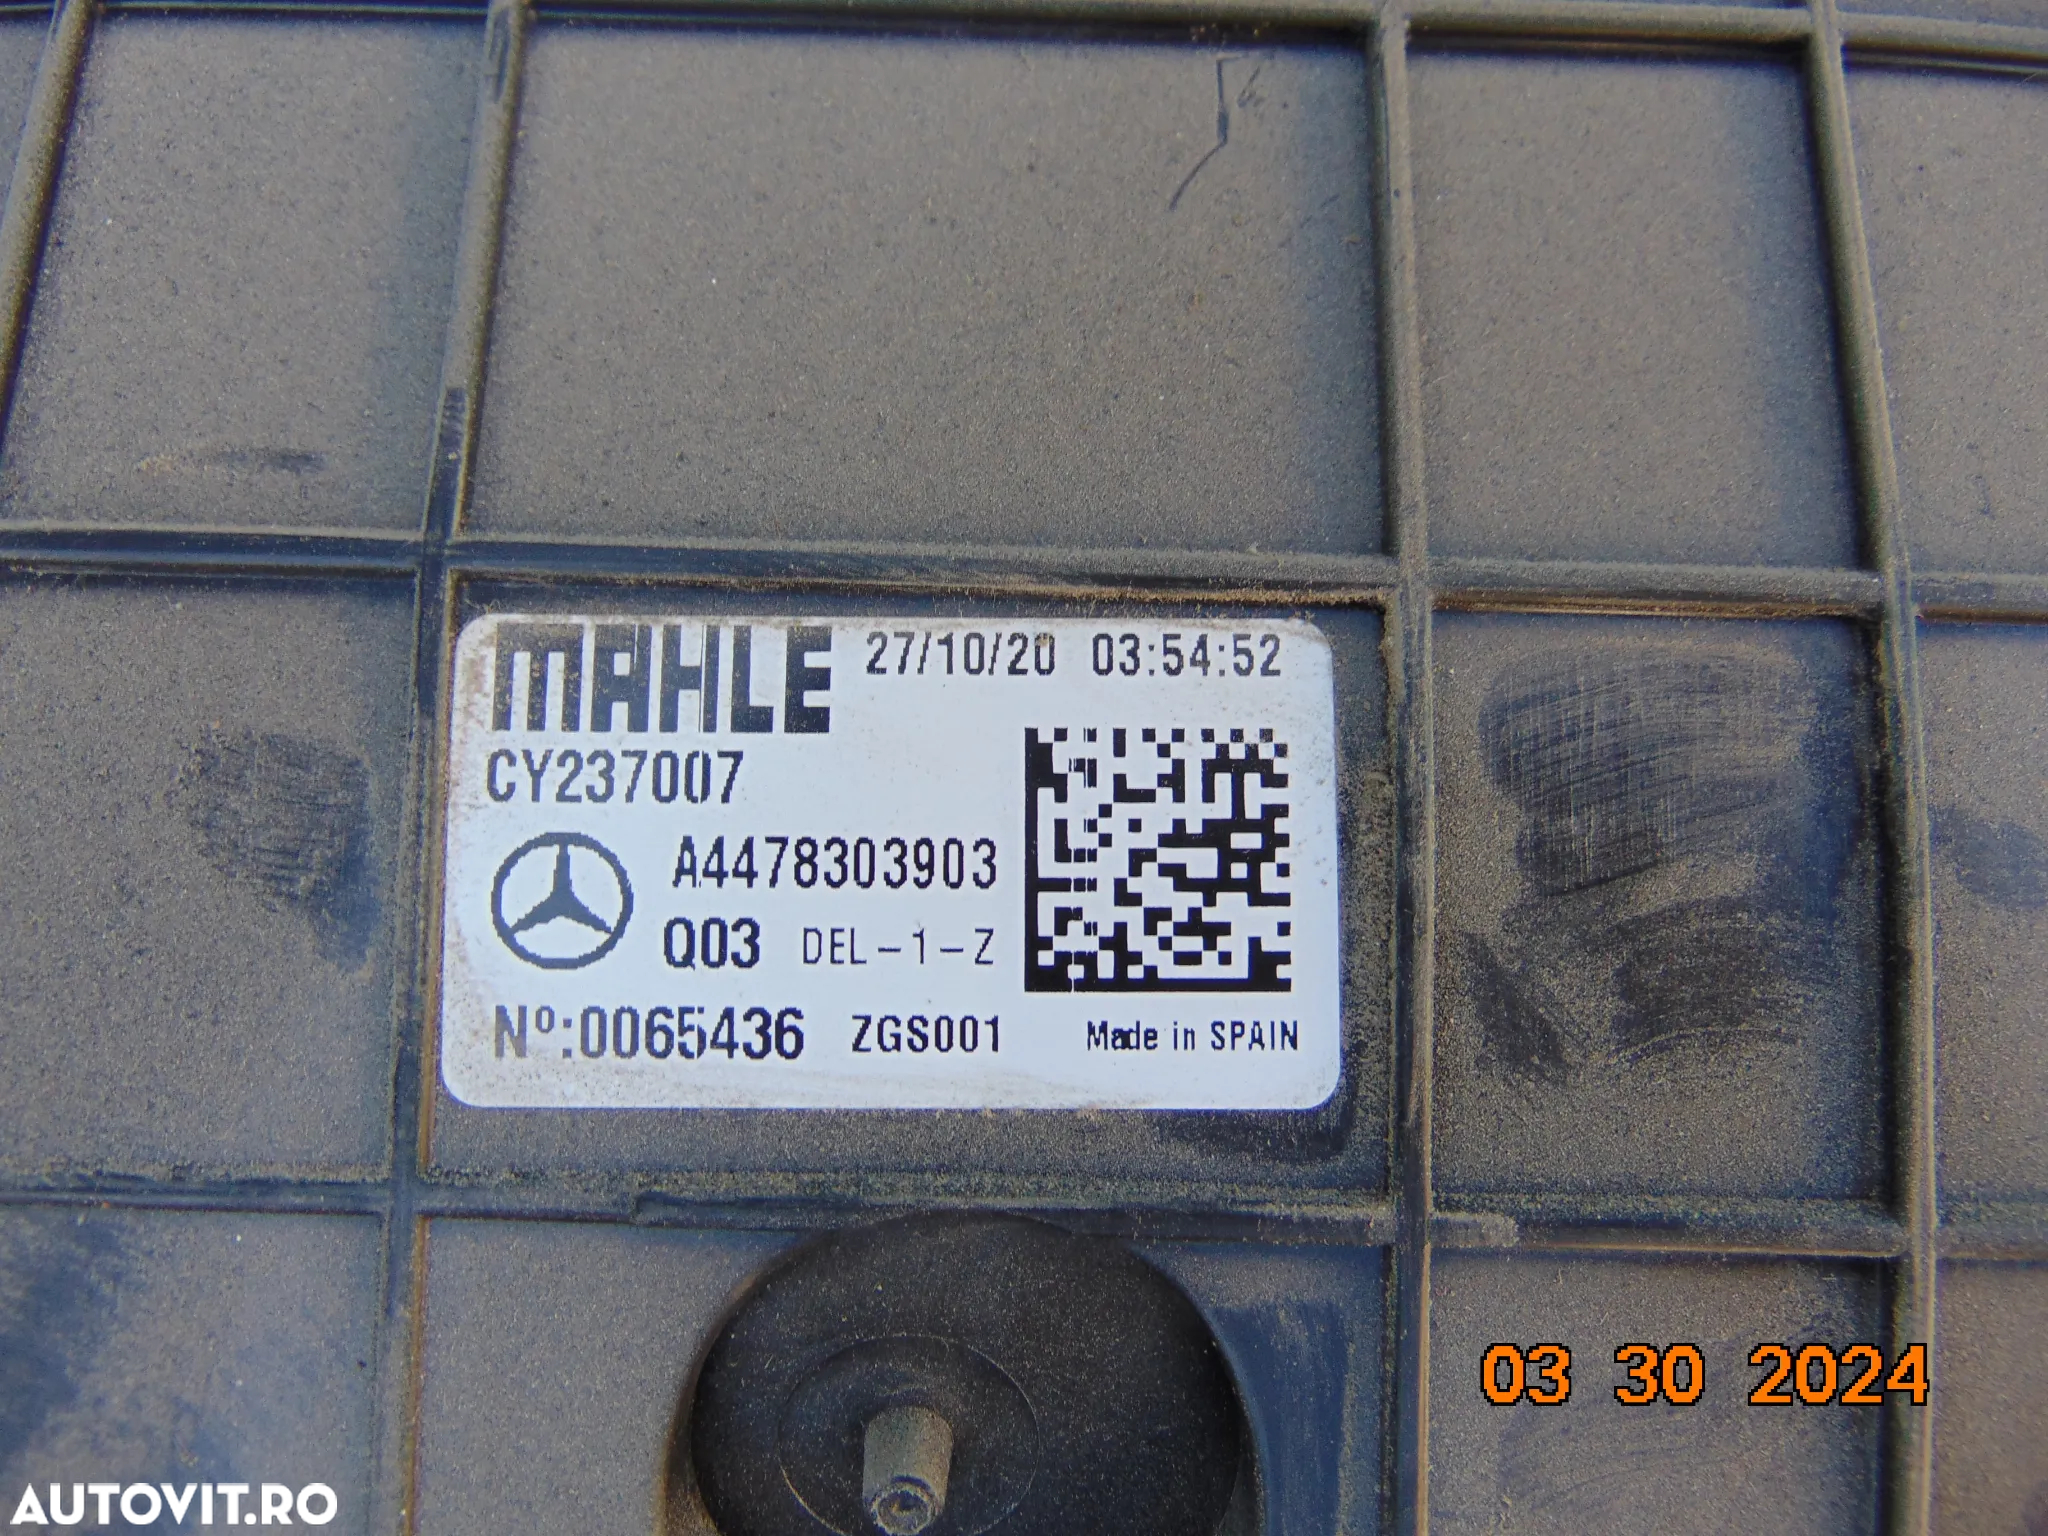 MAHLE 27/10/20 03:54:52
CY237007
A4478303903
Q03 DEL-1-Z
Nº:0065436 ZGS001 Made in SPAIN
03 30 2024
AUTOVIT.RO